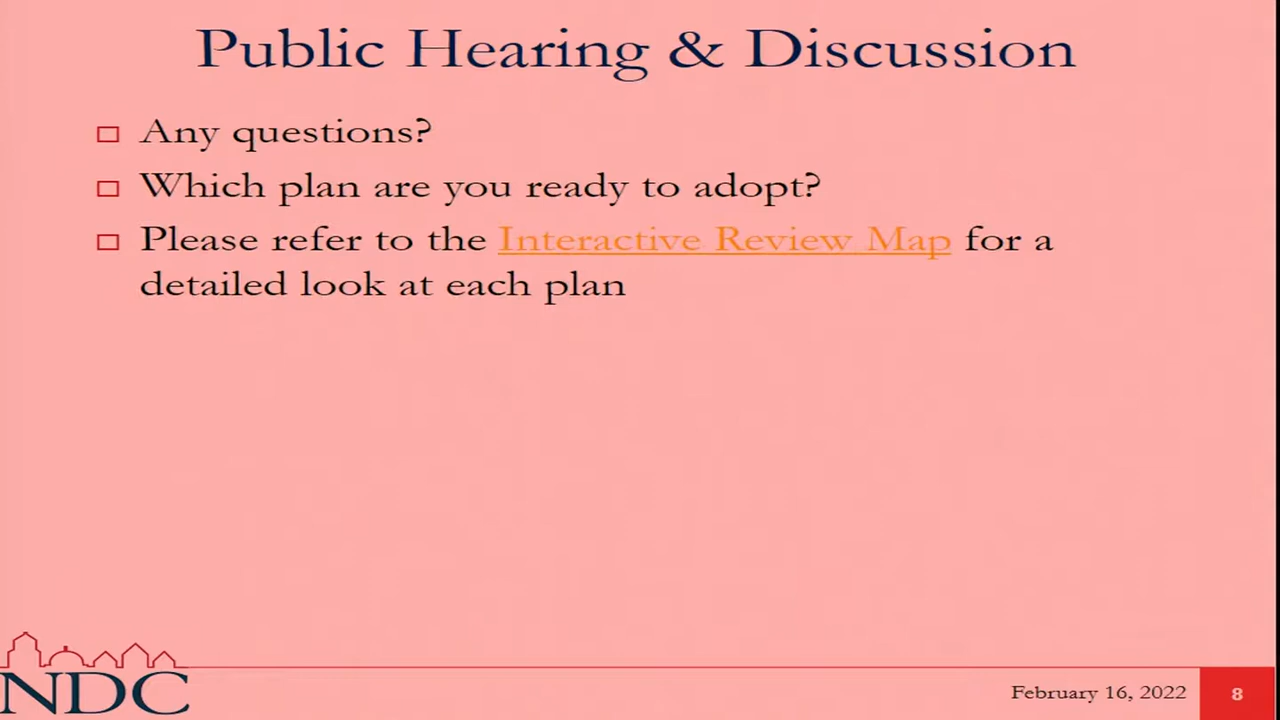 Public Hearing & Discussion
Any questions?
Which plan are you ready to adopt?
Please refer to the Interactive Review Map for a
detailed look at each plan
NDC
February 16, 2022
8